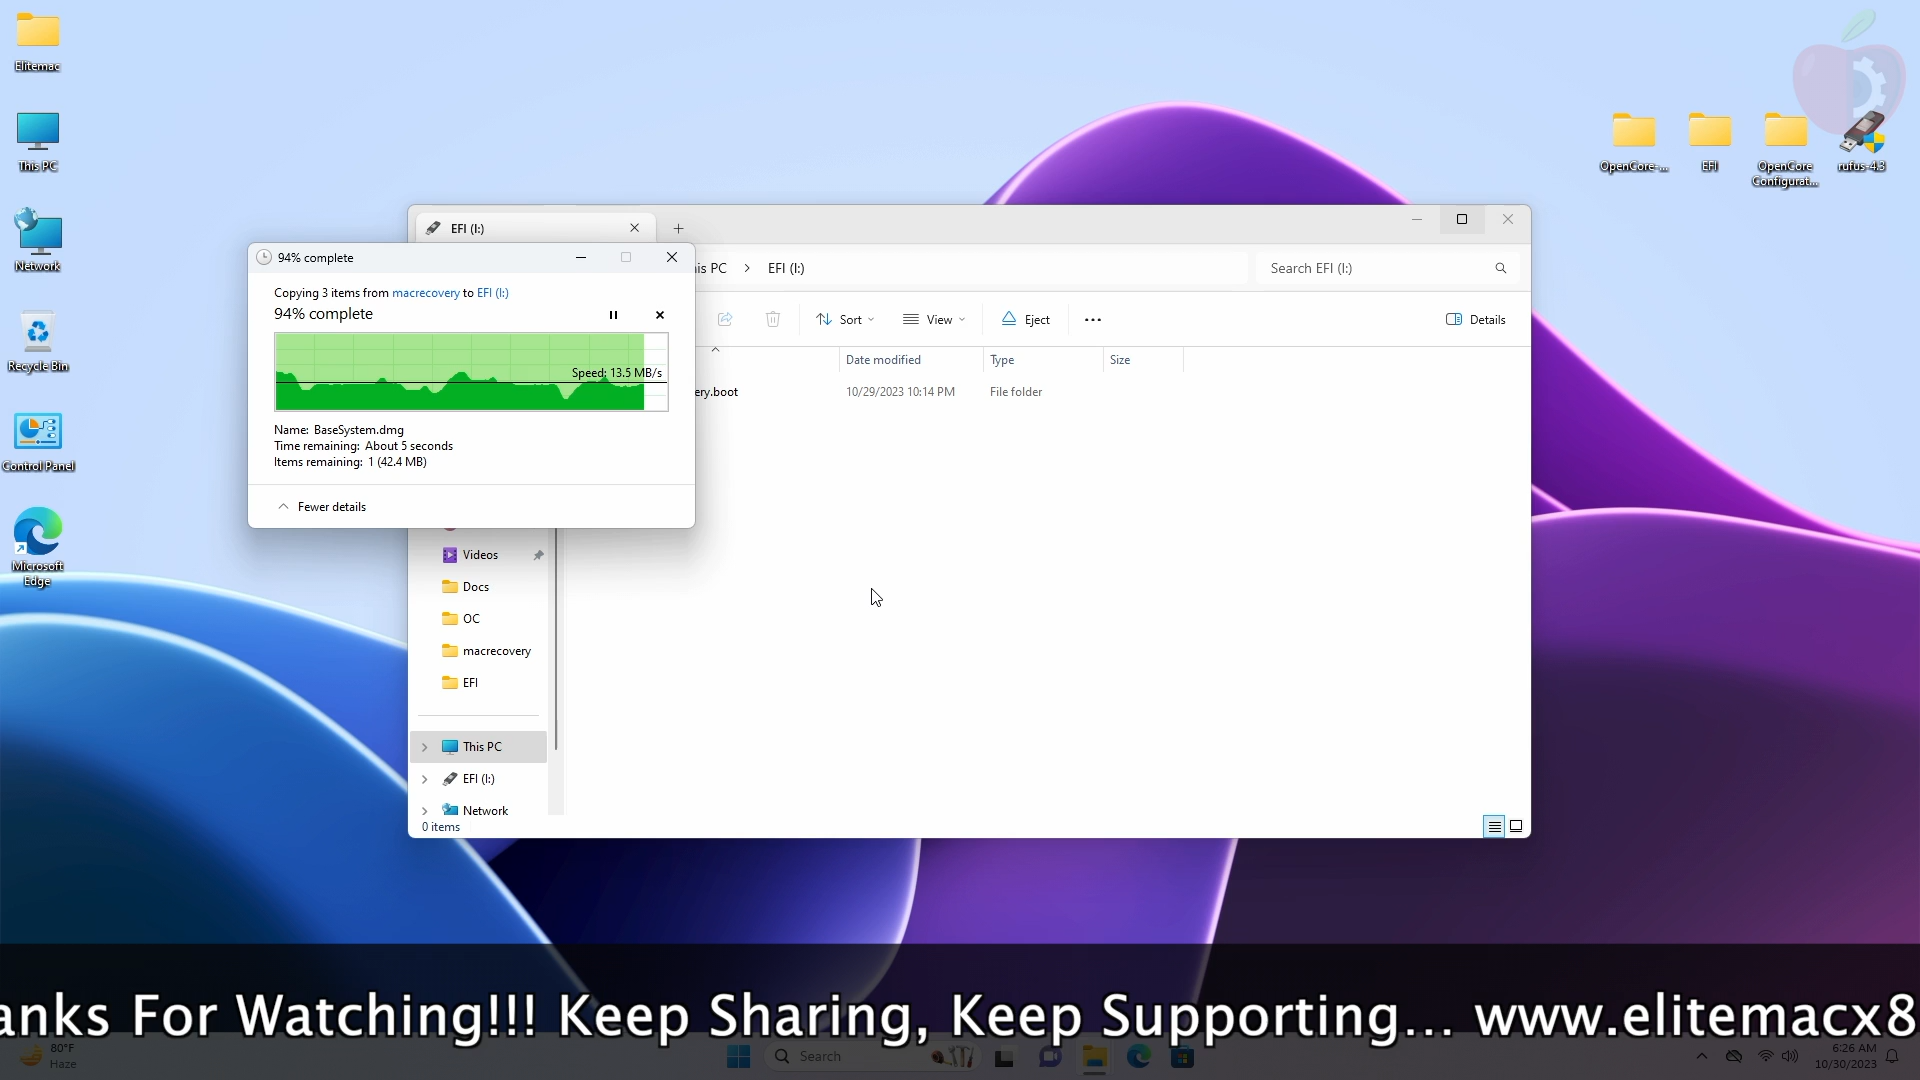 Elitemac
This PC
Network
Recycle Bin
Control Panel
Microsoft
Edge
OpenCore-...
EFI
OpenCore
Configurat...
rufus-4.3
EFI (I:)
94% complete
Copying 3 items from macrecovery to EFI (I:)
94% complete
Speed: 13.5 MB/s
Name: BaseSystem.dmg
Time remaining: About 5 seconds
Items remaining: 1 (42.4 MB)
Fewer details
is PC > EFI (I:)
Search EFI (I:)
Sort
View
Eject
Details
Date modified
Type
Size
ery.boot
10/29/2023 10:14 PM
File folder
Videos
Docs
OC
macrecovery
EFI
This PC
EFI (I:)
Network
0 items
anks For Watching!!! Keep Sharing, Keep Supporting... www.elitemacx8
80°F
Haze
Search
6:26 AM
10/30/2023